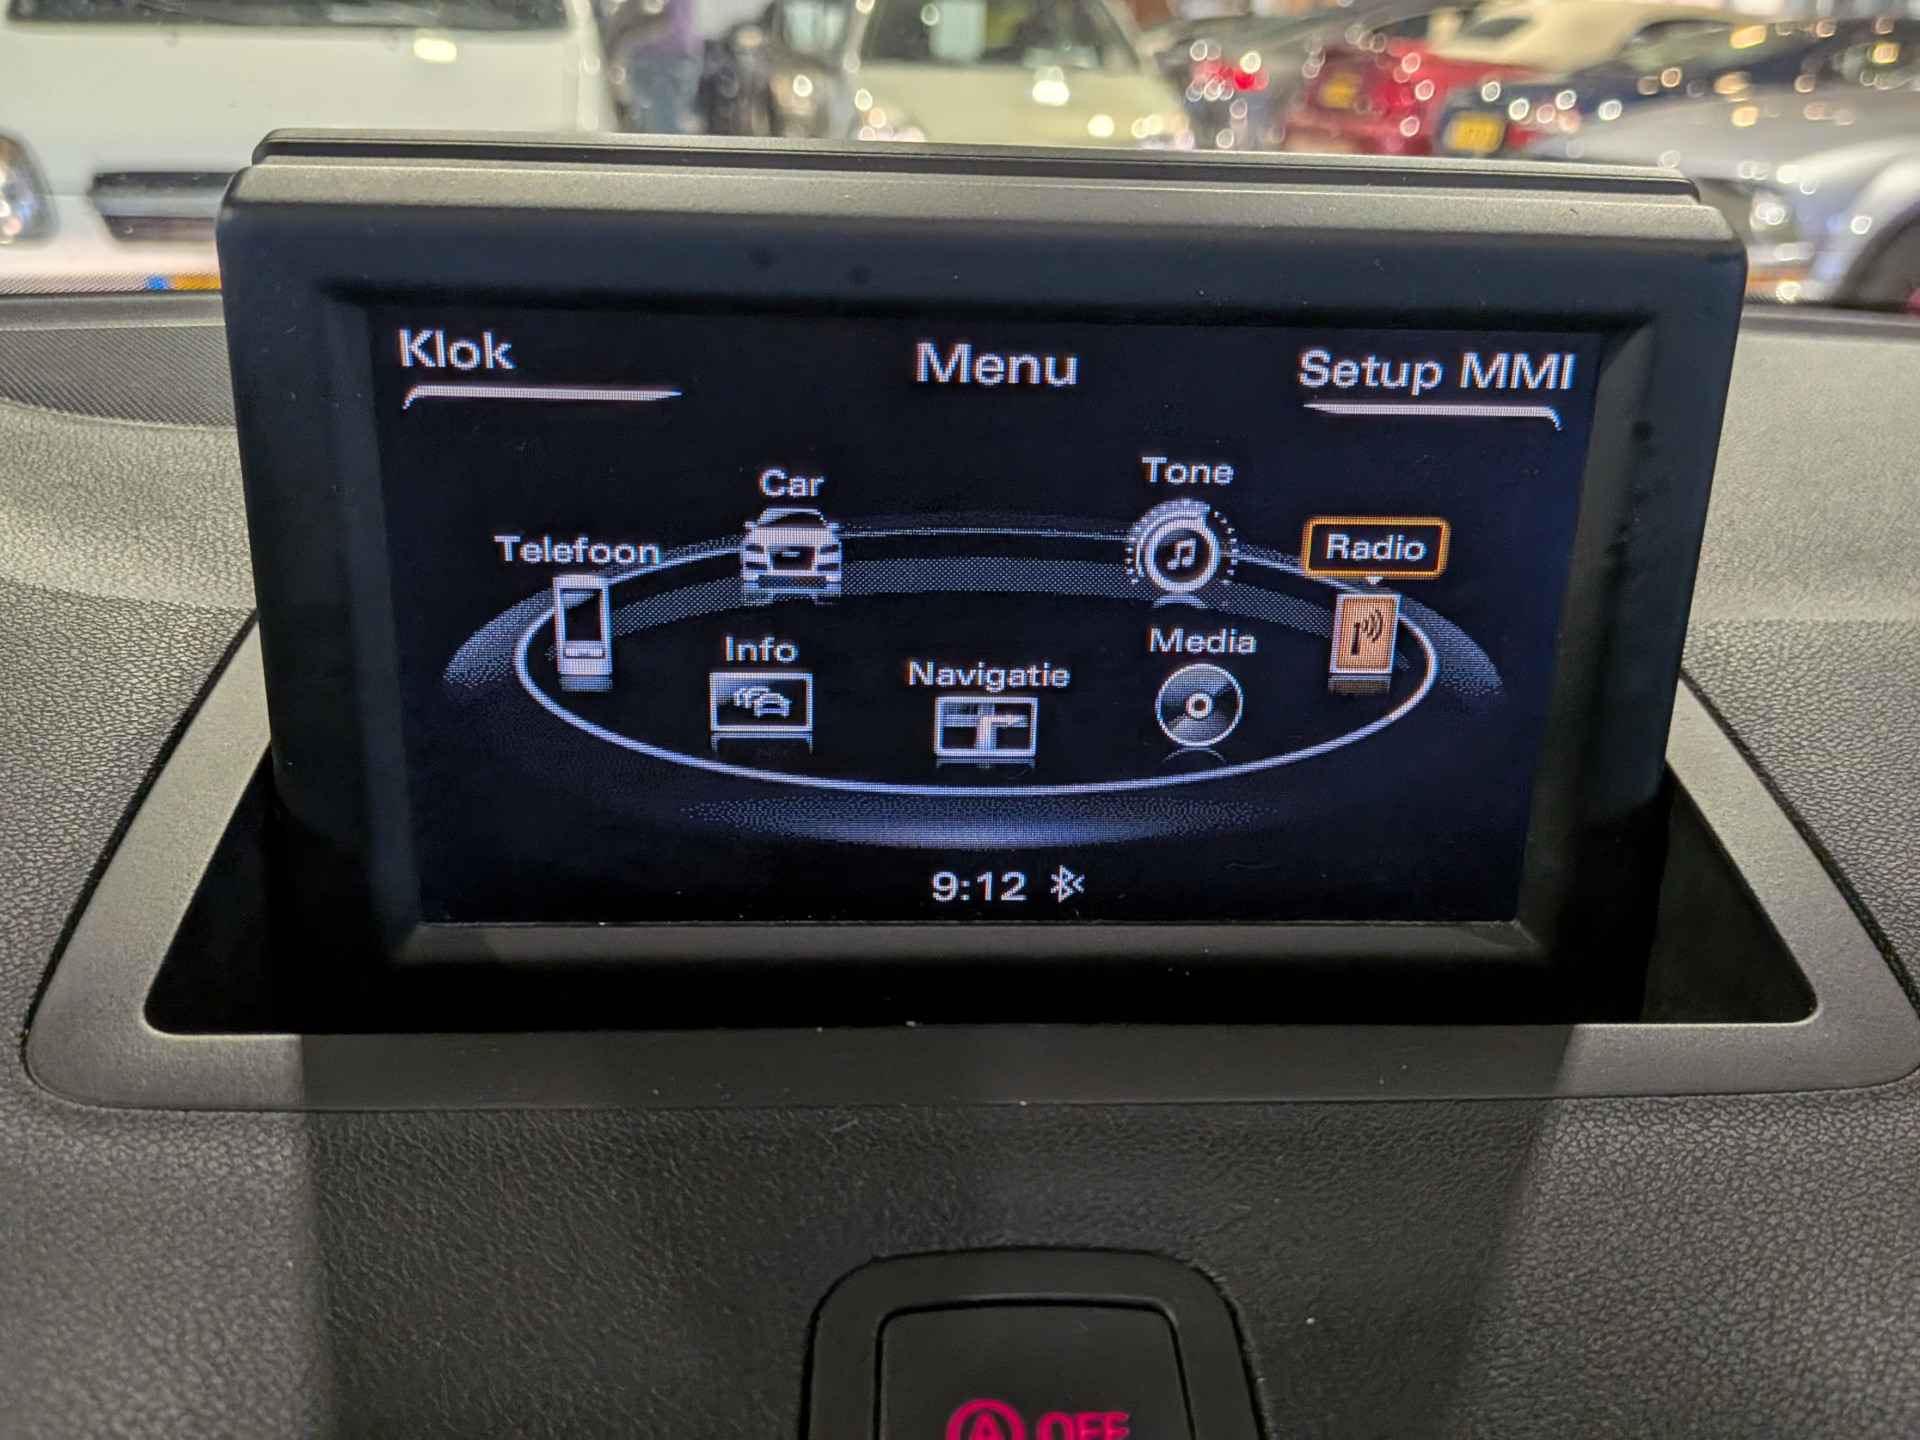 Klok
Menu
Setup MMI
Car
Tone
Telefoon
Radio
Info
Navigatie
Media
9:12
A OFF